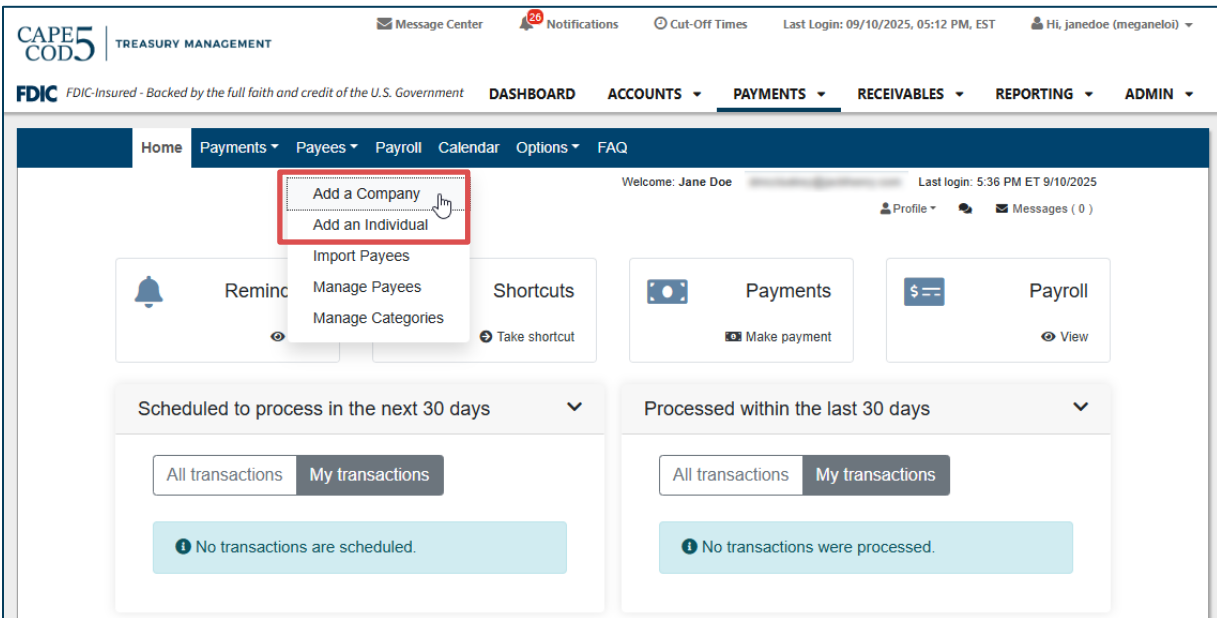 CAPE
COD5
TREASURY MANAGEMENT
Message Center
26
Notifications
Cut-Off Times
Last Login: 09/10/2025, 05:12 PM, EST
Hi, janedoe (meganeloi)
FDIC FDIC-Insured - Backed by the full faith and credit of the U.S. Government
DASHBOARD
ACCOUNTS
PAYMENTS
RECEIVABLES
REPORTING
ADMIN
Home
Payments
Payees
Payroll
Calendar
Options
FAQ
Add a Company
Add an Individual
Import Payees
Manage Payees
Manage Categories
Welcome: Jane Doe
Last login: 5:36 PM ET 9/10/2025
Profile
Messages ( 0 )
Remind
Shortcuts
Take shortcut
Payments
Make payment
Payroll
View
Scheduled to process in the next 30 days
All transactions
My transactions
No transactions are scheduled.
Processed within the last 30 days
All transactions
My transactions
No transactions were processed.